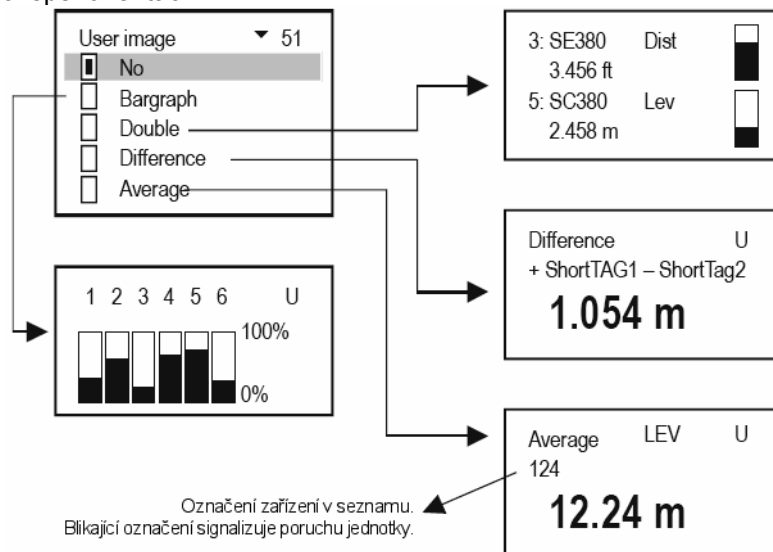 User image ▼ 51
No
Bargraph
Double
Difference
Average
3: SE380 Dist
3.456 ft
5: SC380 Lev
2.458 m
Difference U
+ ShortTAG1 – ShortTag2
1.054 m
1 2 3 4 5 6 U
100%
0%
Average LEV U
124
12.24 m
Označení zařízení v seznamu.
Blikající označení signalizuje poruchu jednotky.